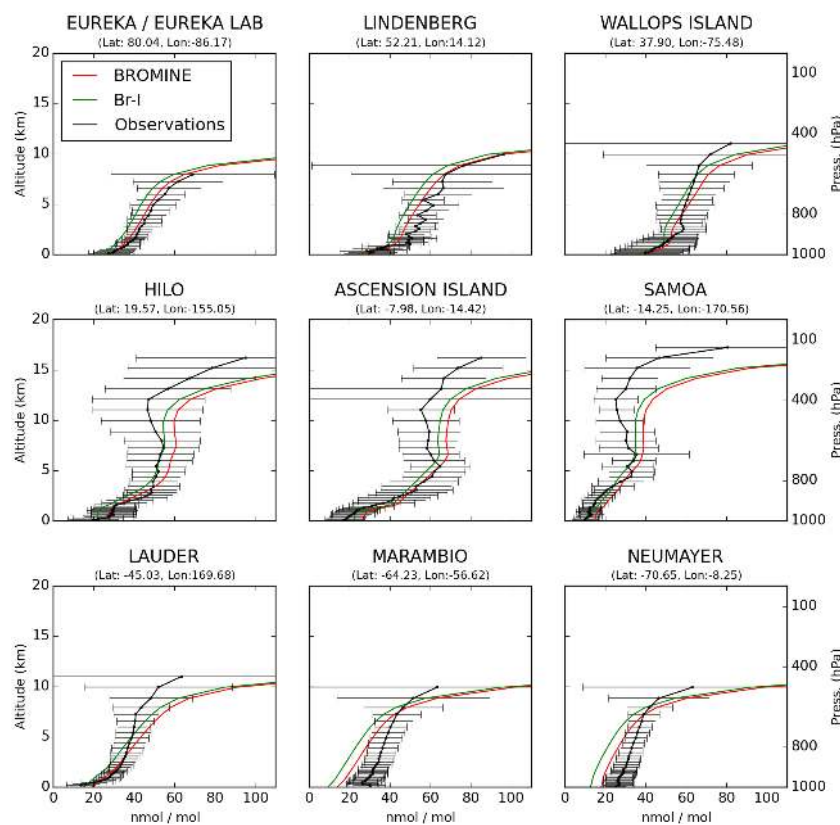 EUREKA / EUREKA LAB
(Lat: 80.04, Lon:-86.17)
LINDENBERG
(Lat: 52.21, Lon:14.12)
WALLOPS ISLAND
(Lat: 37.90, Lon:-75.48)
20
15
10
5
0
Altitude (km)
BROMINE
Br-I
Observations
100
400
800
1000
Press. (hPa)
HILO
(Lat: 19.57, Lon:-155.05)
ASCENSION ISLAND
(Lat: -7.98, Lon:-14.42)
SAMOA
(Lat: -14.25, Lon:-170.56)
20
15
10
5
0
Altitude (km)
100
400
800
1000
Press. (hPa)
LAUDER
(Lat: -45.03, Lon:169.68)
MARAMBIO
(Lat: -64.23, Lon:-56.62)
NEUMAYER
(Lat: -70.65, Lon:-8.25)
20
15
10
5
0
Altitude (km)
100
400
800
1000
Press. (hPa)
0 20 40 60 80 100
nmol / mol
0 20 40 60 80 100
nmol / mol
0 20 40 60 80 100
nmol / mol